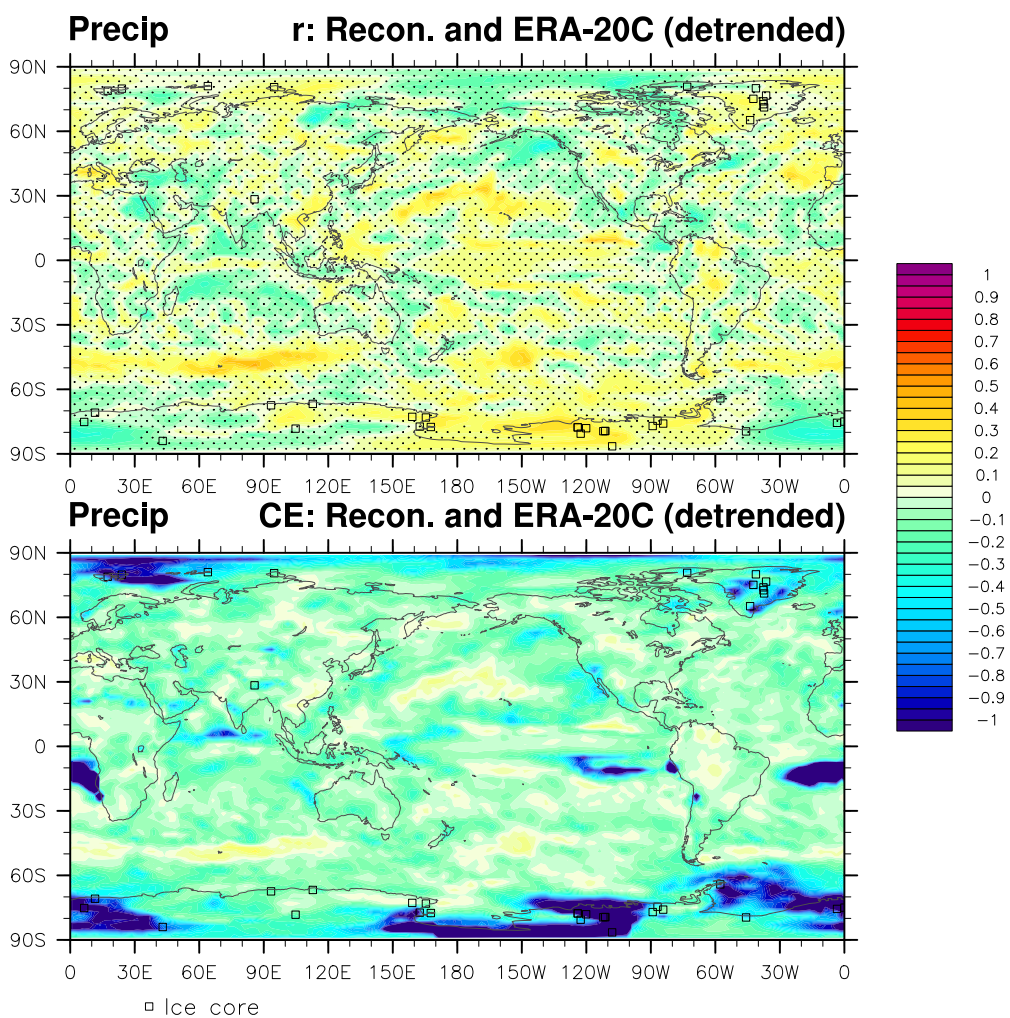 Precip r: Recon. and ERA-20C (detrended)
90N
60N
30N
0
30S
60S
90S
0 30E 60E 90E 120E 150E 180 150W 120W 90W 60W 30W 0
Precip CE: Recon. and ERA-20C (detrended)
90N
60N
30N
0
30S
60S
90S
0 30E 60E 90E 120E 150E 180 150W 120W 90W 60W 30W 0
Ice core
1
0.9
0.8
0.7
0.6
0.5
0.4
0.3
0.2
0.1
0
−0.1
−0.2
−0.3
−0.4
−0.5
−0.6
−0.7
−0.8
−0.9
−1